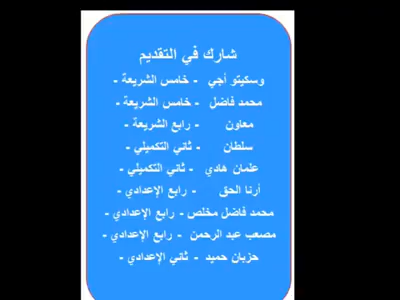 شارك في التقديم
وسكيتو أجي - خامس الشريعة -
محمد فاضل - خامس الشريعة -
معاون - رابع الشريعة -
سلطان - ثاني التكميلي -
علمان هادي - ثاني التكميلي -
أرنا الحق - رابع الإعدادي -
محمد فاضل مخلص - رابع الإعدادي -
مصعب عبد الرحمن - رابع الإعدادي -
حزبان حميد - ثاني الإعدادي -